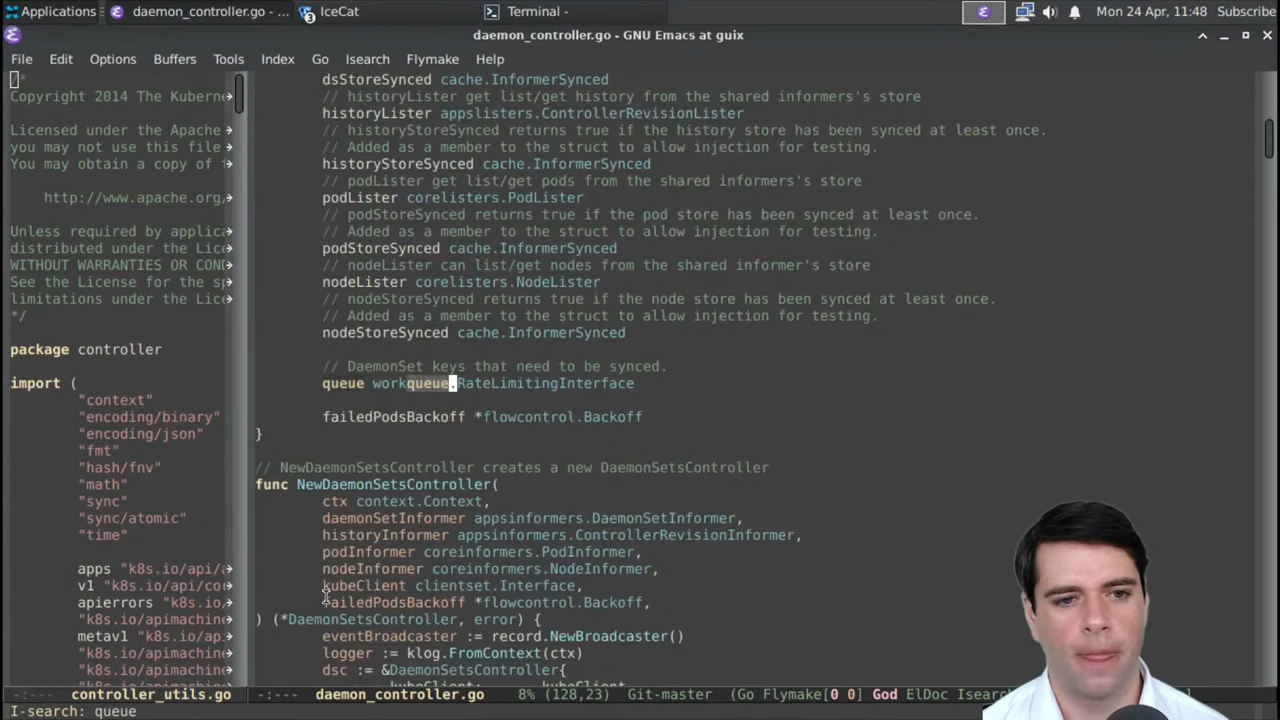 Applications daemon_controller.go - ... IceCat Terminal - Mon 24 Apr, 11:48 Subscribe
daemon_controller.go - GNU Emacs at guix
File Edit Options Buffers Tools Index Go Isearch Flymake Help
/*
Copyright 2014 The Kuberne
Licensed under the Apache
you may not use this file
You may obtain a copy of t
http://www.apache.org,
Unless required by applica
distributed under the Lice
WITHOUT WARRANTIES OR COND
See the License for the sp
limitations under the Lice
*/
package controller
import (
"context"
"encoding/binary"
"encoding/json"
"fmt"
"hash/fnv"
"math"
"sync"
"sync/atomic"
"time"
apps "k8s.io/api/a
v1 "k8s.io/api/co
apierrors "k8s.io/
"k8s.io/apimachine
metav1 "k8s.io/api
"k8s.io/apimachine
"k8s.io/apimachine
dsStoreSynced cache.InformerSynced
// historyLister get list/get history from the shared informers's store
historyLister appslisters.ControllerRevisionLister
// historyStoreSynced returns true if the history store has been synced at least once.
// Added as a member to the struct to allow injection for testing.
historyStoreSynced cache.InformerSynced
// podLister get list/get pods from the shared informers's store
podLister corelisters.PodLister
// podStoreSynced returns true if the pod store has been synced at least once.
// Added as a member to the struct to allow injection for testing.
podStoreSynced cache.InformerSynced
// nodeLister can list/get nodes from the shared informer's store
nodeLister corelisters.NodeLister
// nodeStoreSynced returns true if the node store has been synced at least once.
// Added as a member to the struct to allow injection for testing.
nodeStoreSynced cache.InformerSynced
// DaemonSet keys that need to be synced.
queue workqueue.RateLimitingInterface
failedPodsBackoff *flowcontrol.Backoff
}
// NewDaemonSetsController creates a new DaemonSetsController
func NewDaemonSetsController(
ctx context.Context,
daemonSetInformer appsinformers.DaemonSetInformer,
historyInformer appsinformers.ControllerRevisionInformer,
podInformer coreinformers.PodInformer,
nodeInformer coreinformers.NodeInformer,
kubeClient clientset.Interface,
failedPodsBackoff *flowcontrol.Backoff,
) (*DaemonSetsController, error) {
eventBroadcaster := record.NewBroadcaster()
logger := klog.FromContext(ctx)
dsc := &DaemonSetsController{
-:--- controller_utils.go -:--- daemon_controller.go 8% (128,23) Git-master (Go Flymake[0 0] God ElDoc Isearc
I-search: queue